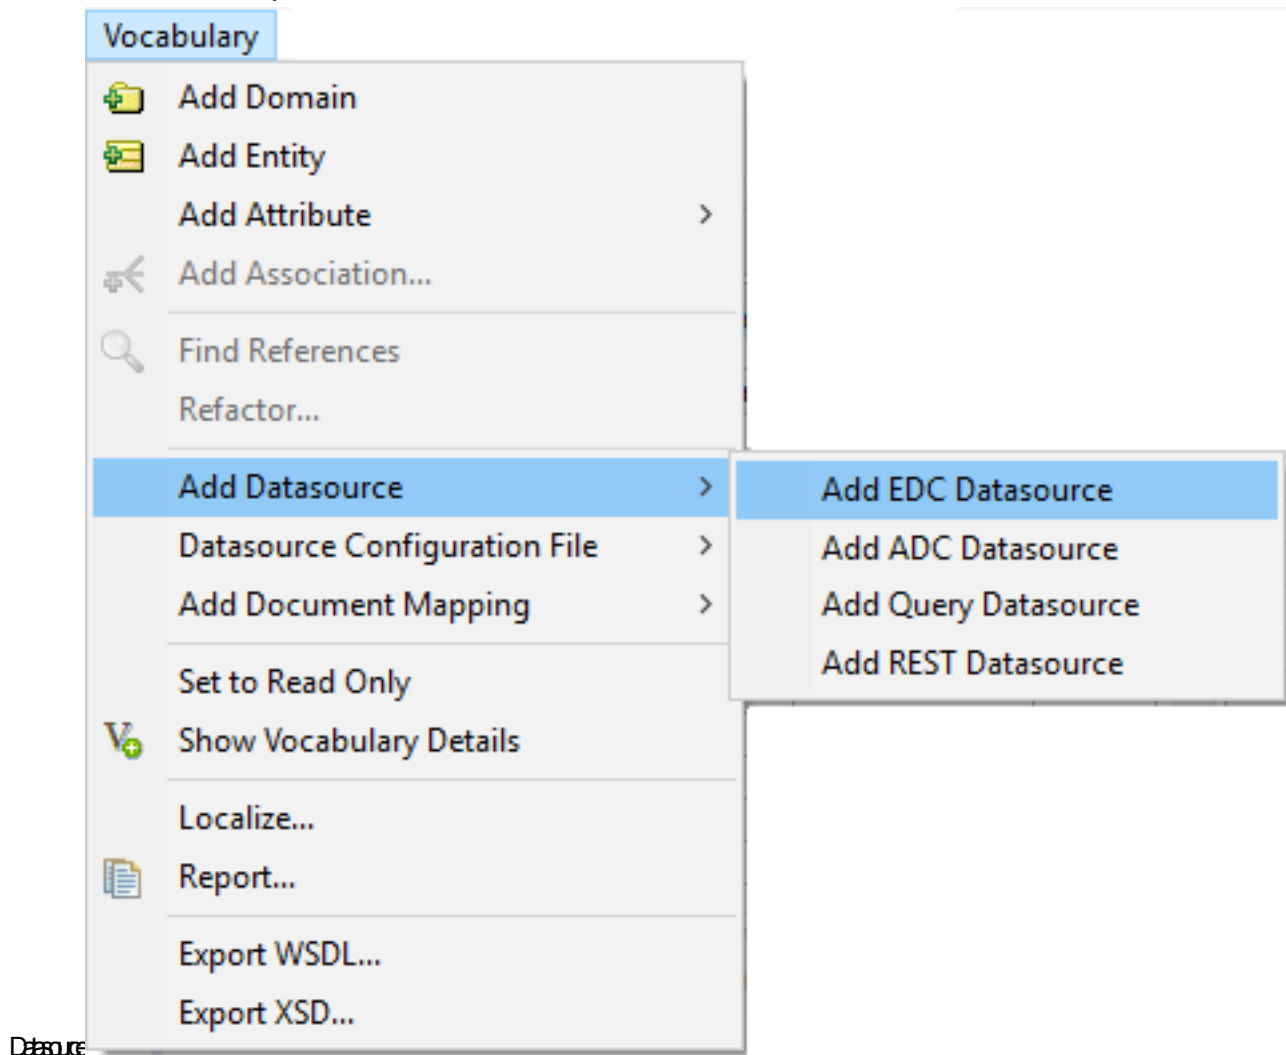 Vocabulary
Add Domain
Add Entity
Add Attribute
Add Association...
Find References
Refactor...
Add Datasource
Datasource Configuration File
Add Document Mapping
Set to Read Only
Show Vocabulary Details
Localize...
Report...
Export WSDL...
Export XSD...
Add EDC Datasource
Add ADC Datasource
Add Query Datasource
Add REST Datasource
Datasource